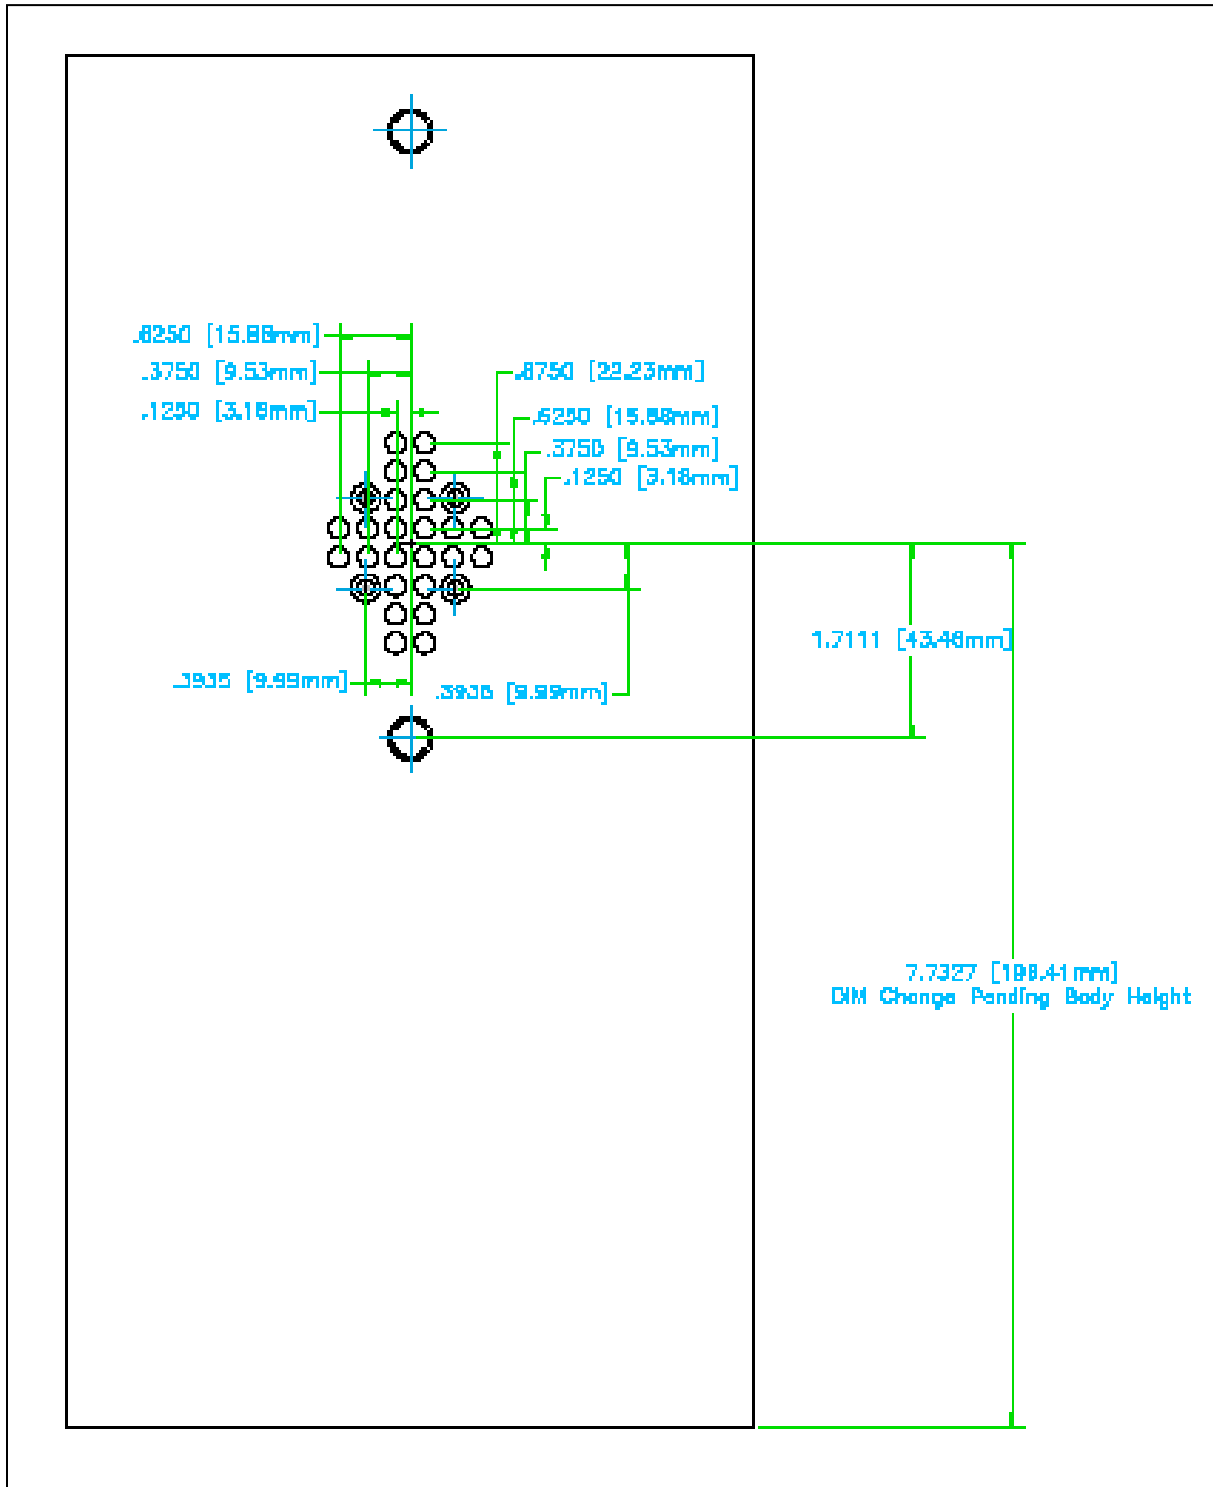 .6250 [15.88mm]
.3750 [9.53mm]
.8750 [22.23mm]
.1250 [3.18mm]
.6250 [15.88mm]
.3750 [9.53mm]
.1250 [3.18mm]
1.7111 [43.46mm]
.3935 [9.99mm]
.3935 [9.99mm]
7.7327 [196.41mm]
DIM Change Pending Body Height